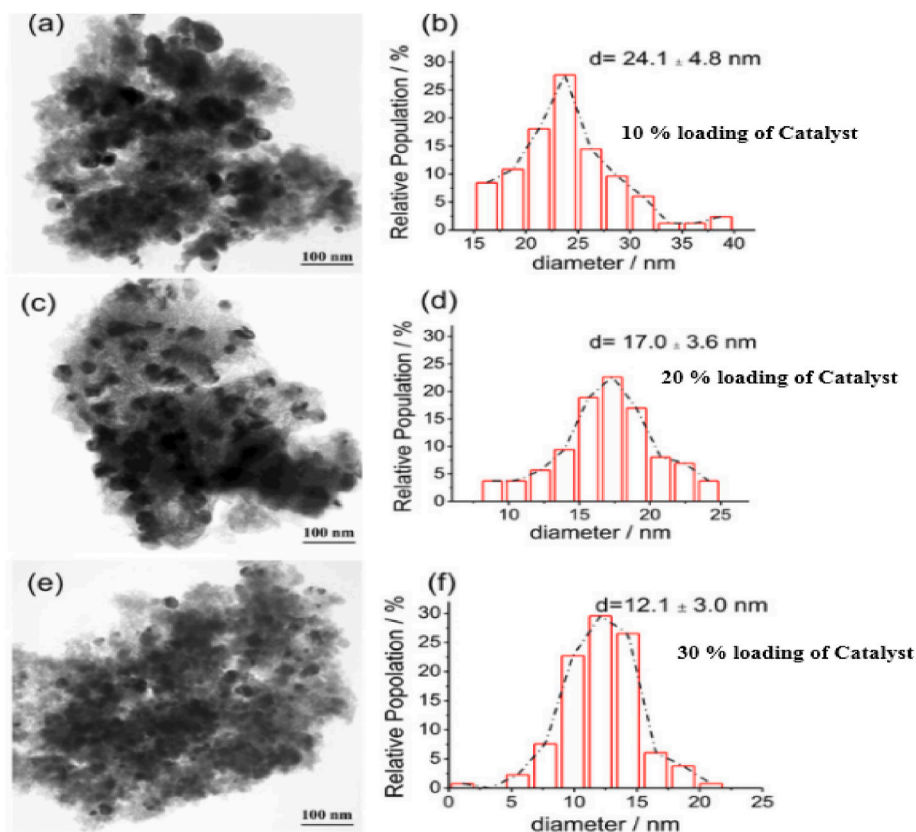 (a)
100 nm
(b)
d= 24.1 ± 4.8 nm
10 % loading of Catalyst
Relative Population / %
30
25
20
15
10
5
0
15 20 25 30 35 40
diameter / nm
(c)
100 nm
(d)
d= 17.0 ± 3.6 nm
20 % loading of Catalyst
Relative Population / %
30
25
20
15
10
5
0
10 15 20 25
diameter / nm
(e)
100 nm
(f)
d=12.1 ± 3.0 nm
30 % loading of Catalyst
Relative Popolation / %
30
25
20
15
10
5
0
0 5 10 15 20 25
diameter / nm